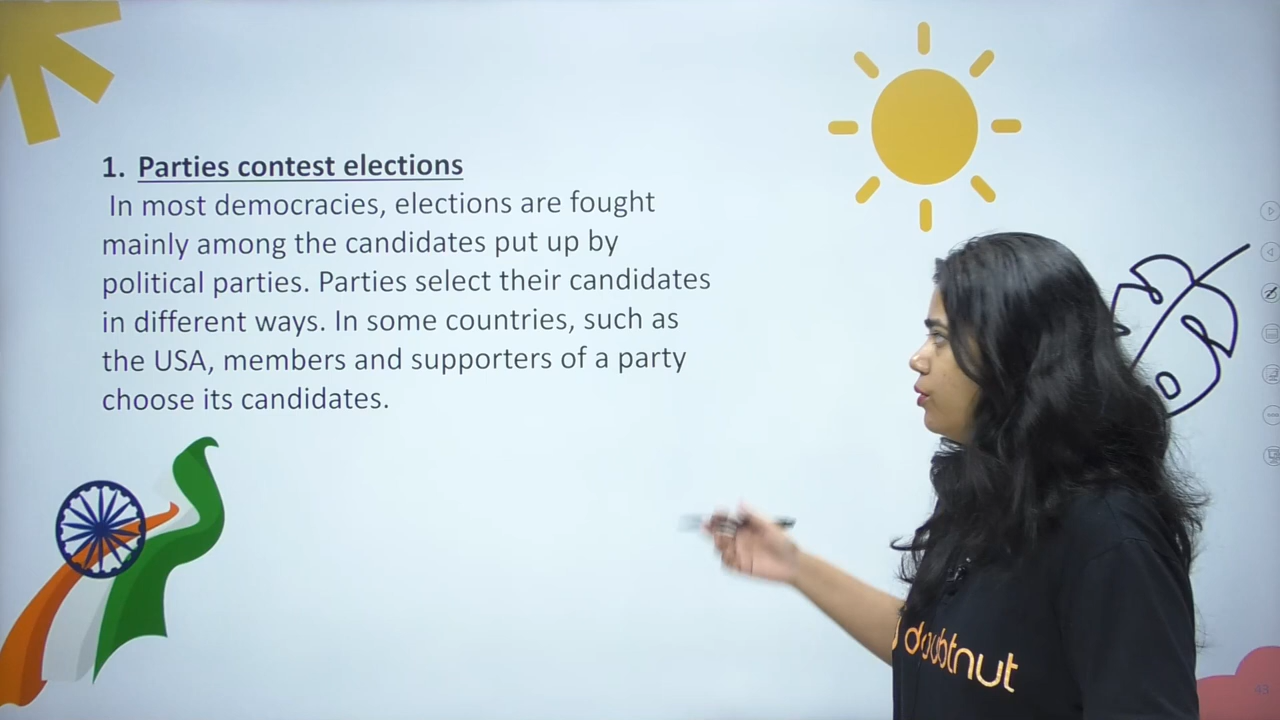 1. Parties contest elections
In most democracies, elections are fought
mainly among the candidates put up by
political parties. Parties select their candidates
in different ways. In some countries, such as
the USA, members and supporters of a party
choose its candidates.
doubtnut
43